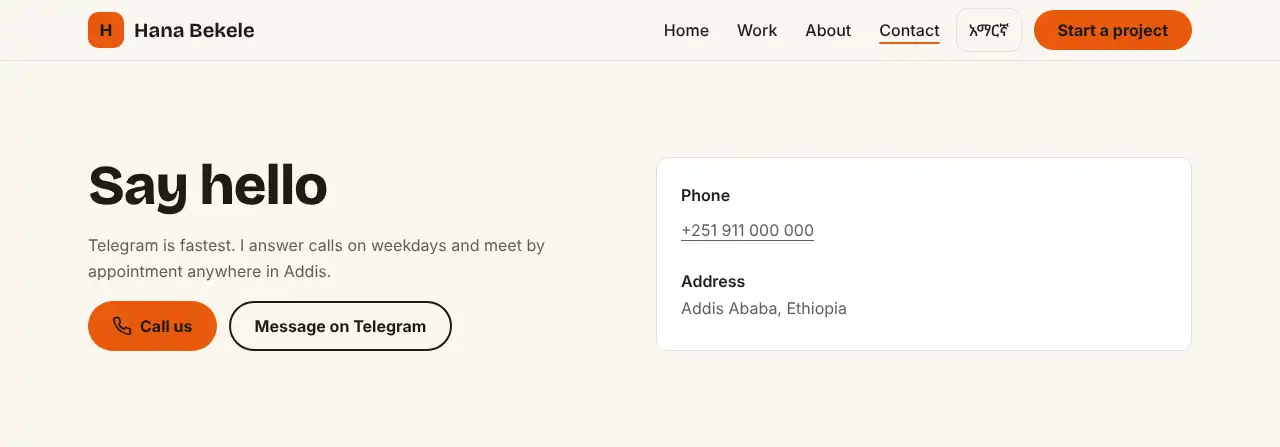 H Hana Bekele
Home Work About Contact አማርኛ Start a project
Say hello
Telegram is fastest. I answer calls on weekdays and meet by
appointment anywhere in Addis.
Call us Message on Telegram
Phone
+251 911 000 000
Address
Addis Ababa, Ethiopia